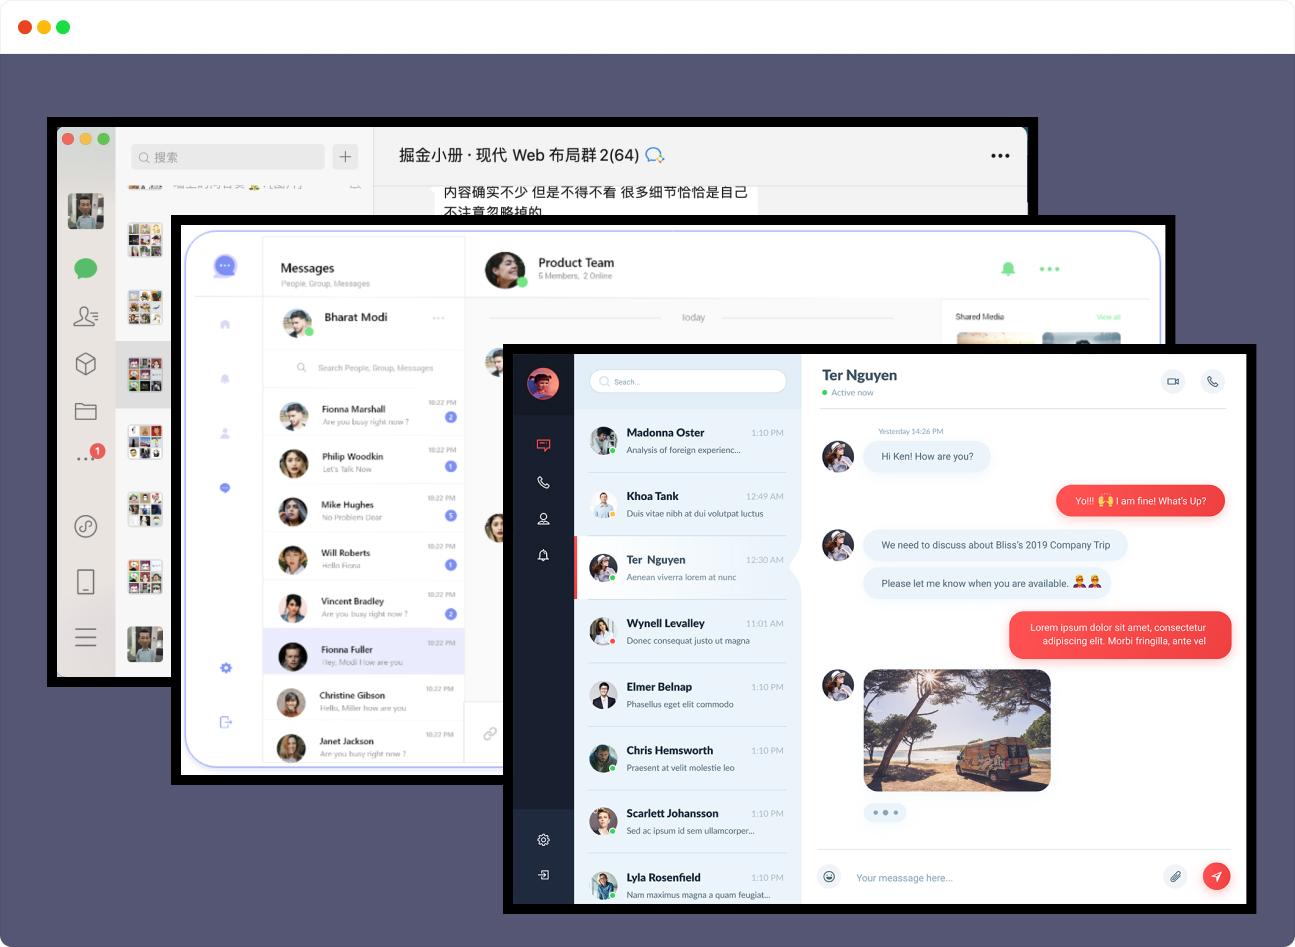 搜索
掘金小册 · 现代 Web 布局群 2(64)
内容确实不少 但是不得不看 很多细节恰恰是自己
不注意忽略掉的
1
Messages
People, Group, Messages
Product Team
5 Members, 2 Online
Bharat Modi
Search People, Group, Messages
Today
Shared Media
View all
Fionna Marshall
10:22 PM
Are you busy right now ?
2
Philip Woodkin
10:22 PM
Let's Talk Now
1
Mike Hughes
10:22 PM
No Problem Dear
5
Will Roberts
10:22 PM
Hello Fiona
1
Vincent Bradley
10:22 PM
Are you busy right now ?
2
Fionna Fuller
10:22 PM
Hey, Modi How are you
Christine Gibson
10:22 PM
Hello, Miller how are you
Janet Jackson
10:22 PM
Are you busy right now ?
Seach...
Madonna Oster
1:10 PM
Analysis of foreign experienc...
Khoa Tank
12:49 AM
Duis vitae nibh at dui volutpat luctus
Ter Nguyen
12:30 AM
Aenean viverra lorem at nunc
Wynell Levalley
11:01 AM
Donec consequat justo ut magna
Elmer Belnap
1:10 PM
Phasellus eget elit commodo
Chris Hemsworth
1:10 PM
Praesent at velit molestie leo
Scarlett Johansson
1:10 PM
Sed ac ipsum id sem ullamcorper...
Lyla Rosenfield
1:10 PM
Nam maximus magna a quam feugiat...
Ter Nguyen
Active now
Yesterday 14:26 PM
Hi Ken! How are you?
Yo!!! 🙌 I am fine! What's Up?
We need to discuss about Bliss's 2019 Company Trip
Please let me know when you are available.
Lorem ipsum dolor sit amet, consectetur
adipiscing elit. Morbi fringilla, ante vel
Your meassage here...